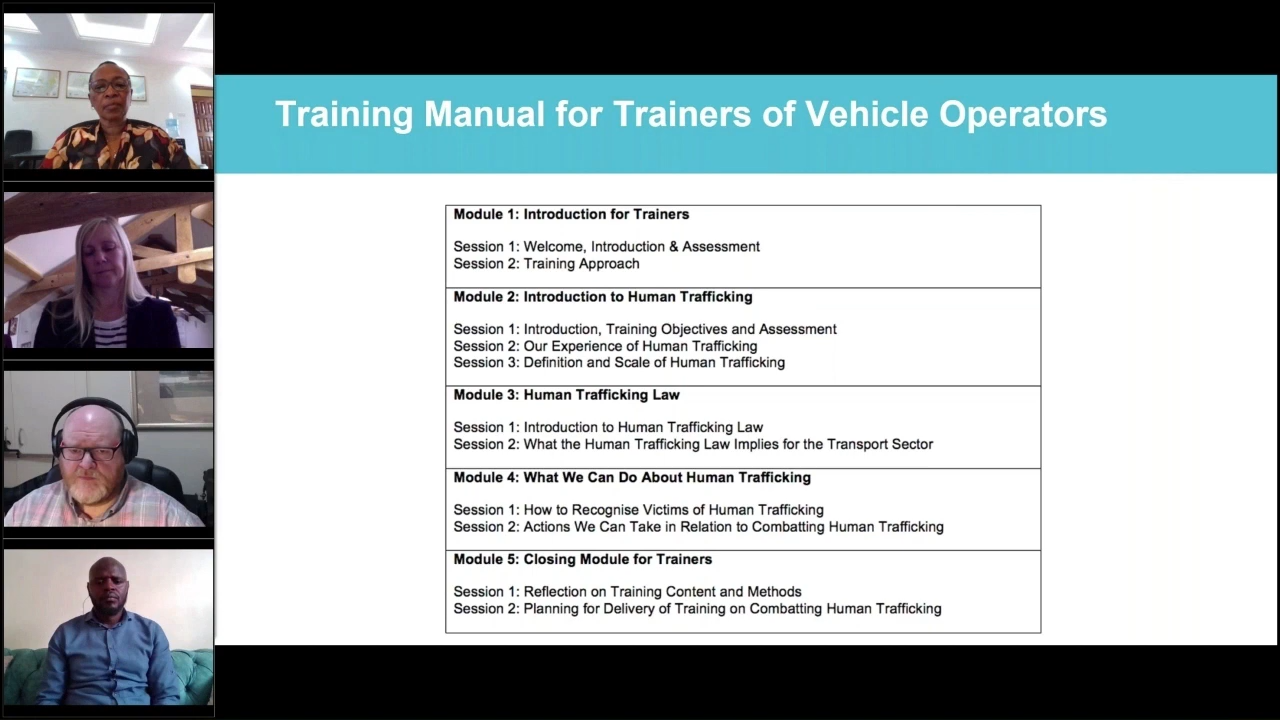 Training Manual for Trainers of Vehicle Operators
Module 1: Introduction for Trainers
Session 1: Welcome, Introduction & Assessment
Session 2: Training Approach
Module 2: Introduction to Human Trafficking
Session 1: Introduction, Training Objectives and Assessment
Session 2: Our Experience of Human Trafficking
Session 3: Definition and Scale of Human Trafficking
Module 3: Human Trafficking Law
Session 1: Introduction to Human Trafficking Law
Session 2: What the Human Trafficking Law Implies for the Transport Sector
Module 4: What We Can Do About Human Trafficking
Session 1: How to Recognise Victims of Human Trafficking
Session 2: Actions We Can Take in Relation to Combatting Human Trafficking
Module 5: Closing Module for Trainers
Session 1: Reflection on Training Content and Methods
Session 2: Planning for Delivery of Training on Combatting Human Trafficking